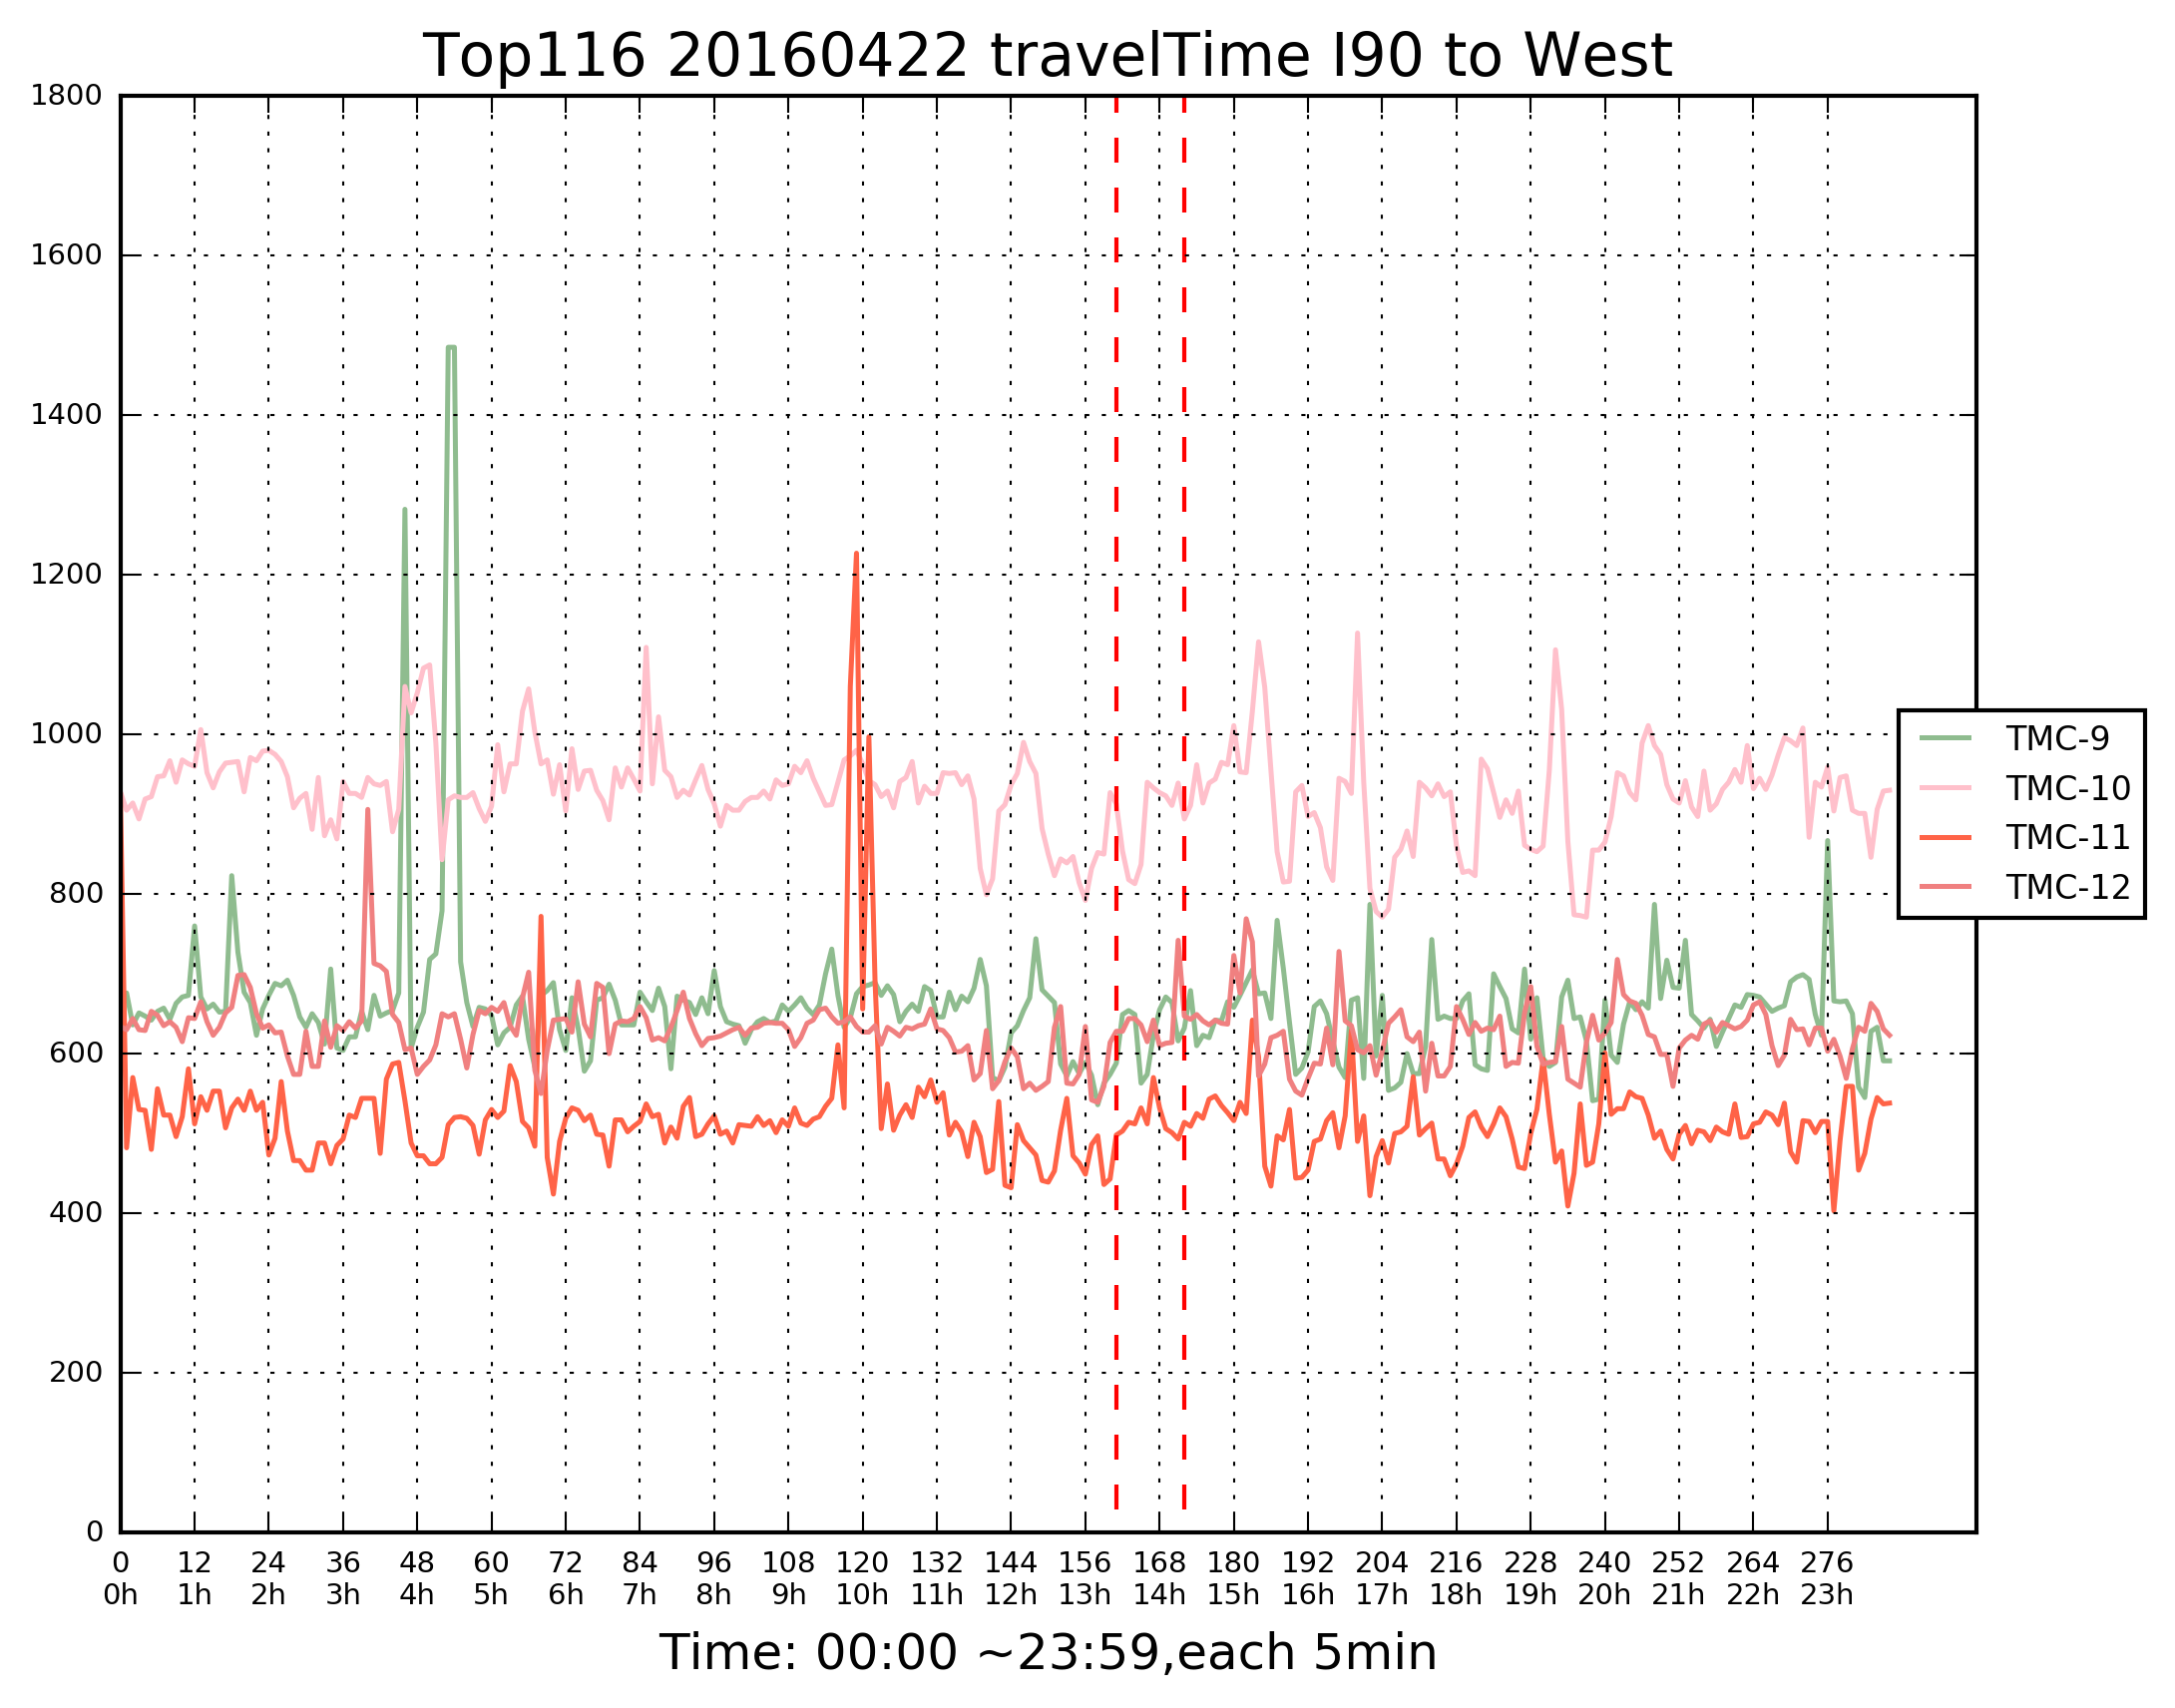 Top116 20160422 travelTime I90 to West
1800
1600
1400
1200
1000
800
600
400
200
0
TMC-9
TMC-10
TMC-11
TMC-12
0 12 24 36 48 60 72 84 96 108 120 132 144 156 168 180 192 204 216 228 240 252 264 276
0h 1h 2h 3h 4h 5h 6h 7h 8h 9h 10h 11h 12h 13h 14h 15h 16h 17h 18h 19h 20h 21h 22h 23h
Time: 00:00 ~23:59,each 5min